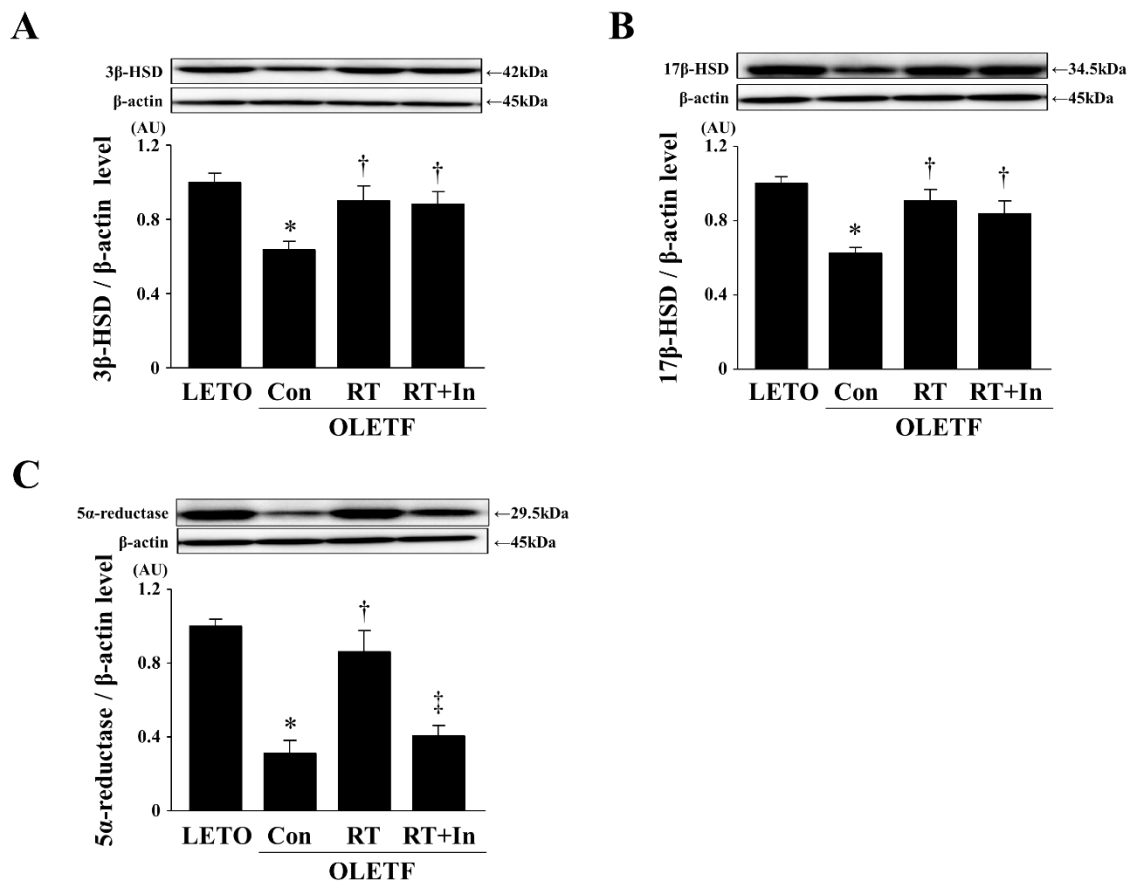 A
3β-HSD ←42kDa
β-actin ←45kDa
(AU)
3β-HSD / β-actin level
1.2
0.8
0.4
0
*
†
†
LETO Con RT RT+In
OLETF
B
17β-HSD ←34.5kDa
β-actin ←45kDa
(AU)
17β-HSD / β-actin level
1.2
0.8
0.4
0
*
†
†
LETO Con RT RT+In
OLETF
C
5α-reductase ←29.5kDa
β-actin ←45kDa
(AU)
5α-reductase / β-actin level
1.2
0.8
0.4
0
*
†
‡
LETO Con RT RT+In
OLETF